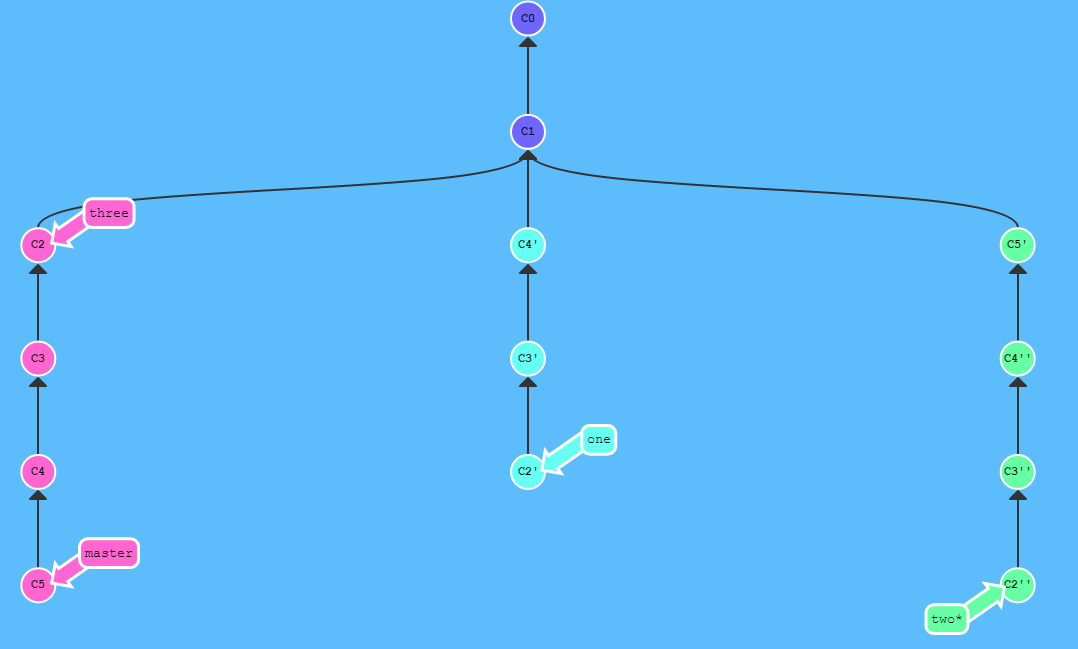 C0
C1
three
C2
C4'
C5'
C3
C3'
C4''
one
C4
C2'
C3''
master
C5
C2''
two*